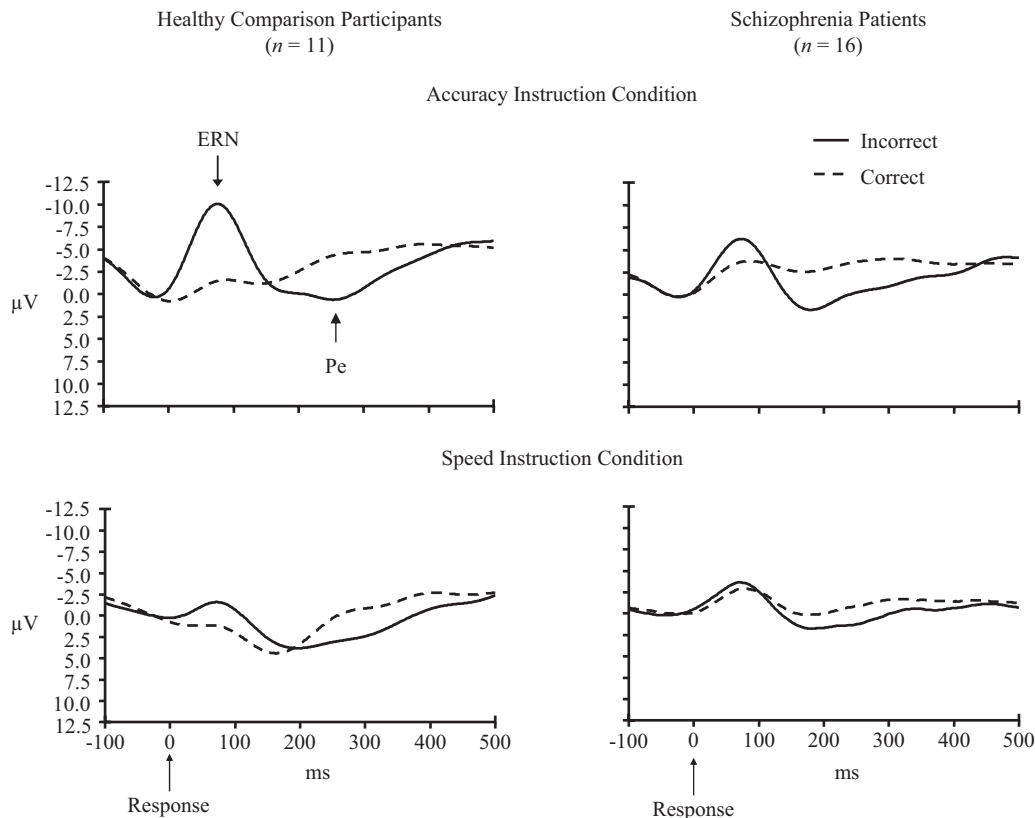 Healthy Comparison Participants
(n = 11)
Schizophrenia Patients
(n = 16)
Accuracy Instruction Condition
ERN
Incorrect
Correct
-12.5
-10.0
-7.5
-5.0
-2.5
0.0
2.5
5.0
7.5
10.0
12.5
µV
Pe
Speed Instruction Condition
-12.5
-10.0
-7.5
-5.0
-2.5
0.0
2.5
5.0
7.5
10.0
12.5
µV
-100 0 100 200 300 400 500
ms
Response
-100 0 100 200 300 400 500
ms
Response